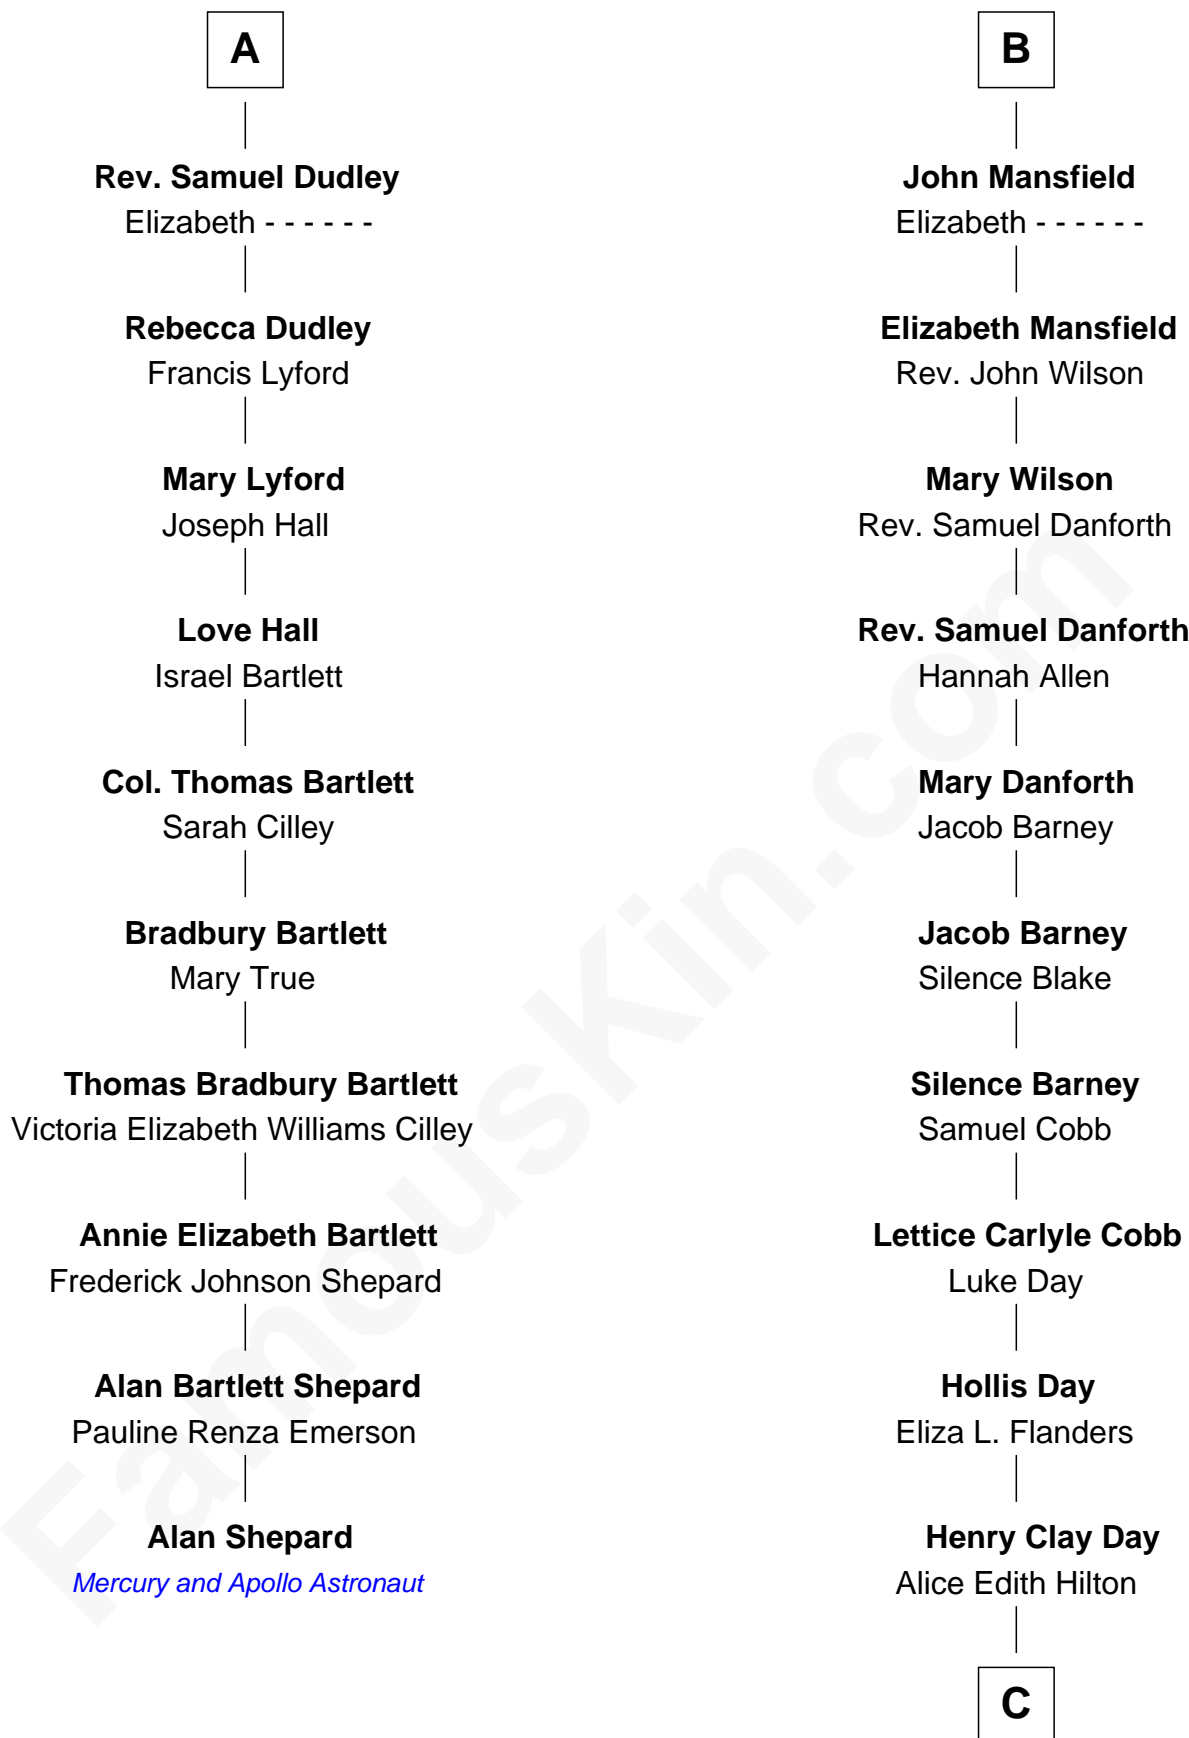 A
Rev. Samuel Dudley
Elizabeth - - - - - -
Rebecca Dudley
Francis Lyford
Mary Lyford
Joseph Hall
Love Hall
Israel Bartlett
Col. Thomas Bartlett
Sarah Cilley
Bradbury Bartlett
Mary True
Thomas Bradbury Bartlett
Victoria Elizabeth Williams Cilley
Annie Elizabeth Bartlett
Frederick Johnson Shepard
Alan Bartlett Shepard
Pauline Renza Emerson
Alan Shepard
Mercury and Apollo Astronaut
B
John Mansfield
Elizabeth - - - - - -
Elizabeth Mansfield
Rev. John Wilson
Mary Wilson
Rev. Samuel Danforth
Rev. Samuel Danforth
Hannah Allen
Mary Danforth
Jacob Barney
Jacob Barney
Silence Blake
Silence Barney
Samuel Cobb
Lettice Carlyle Cobb
Luke Day
Hollis Day
Eliza L. Flanders
Henry Clay Day
Alice Edith Hilton
C
FamousKin.com